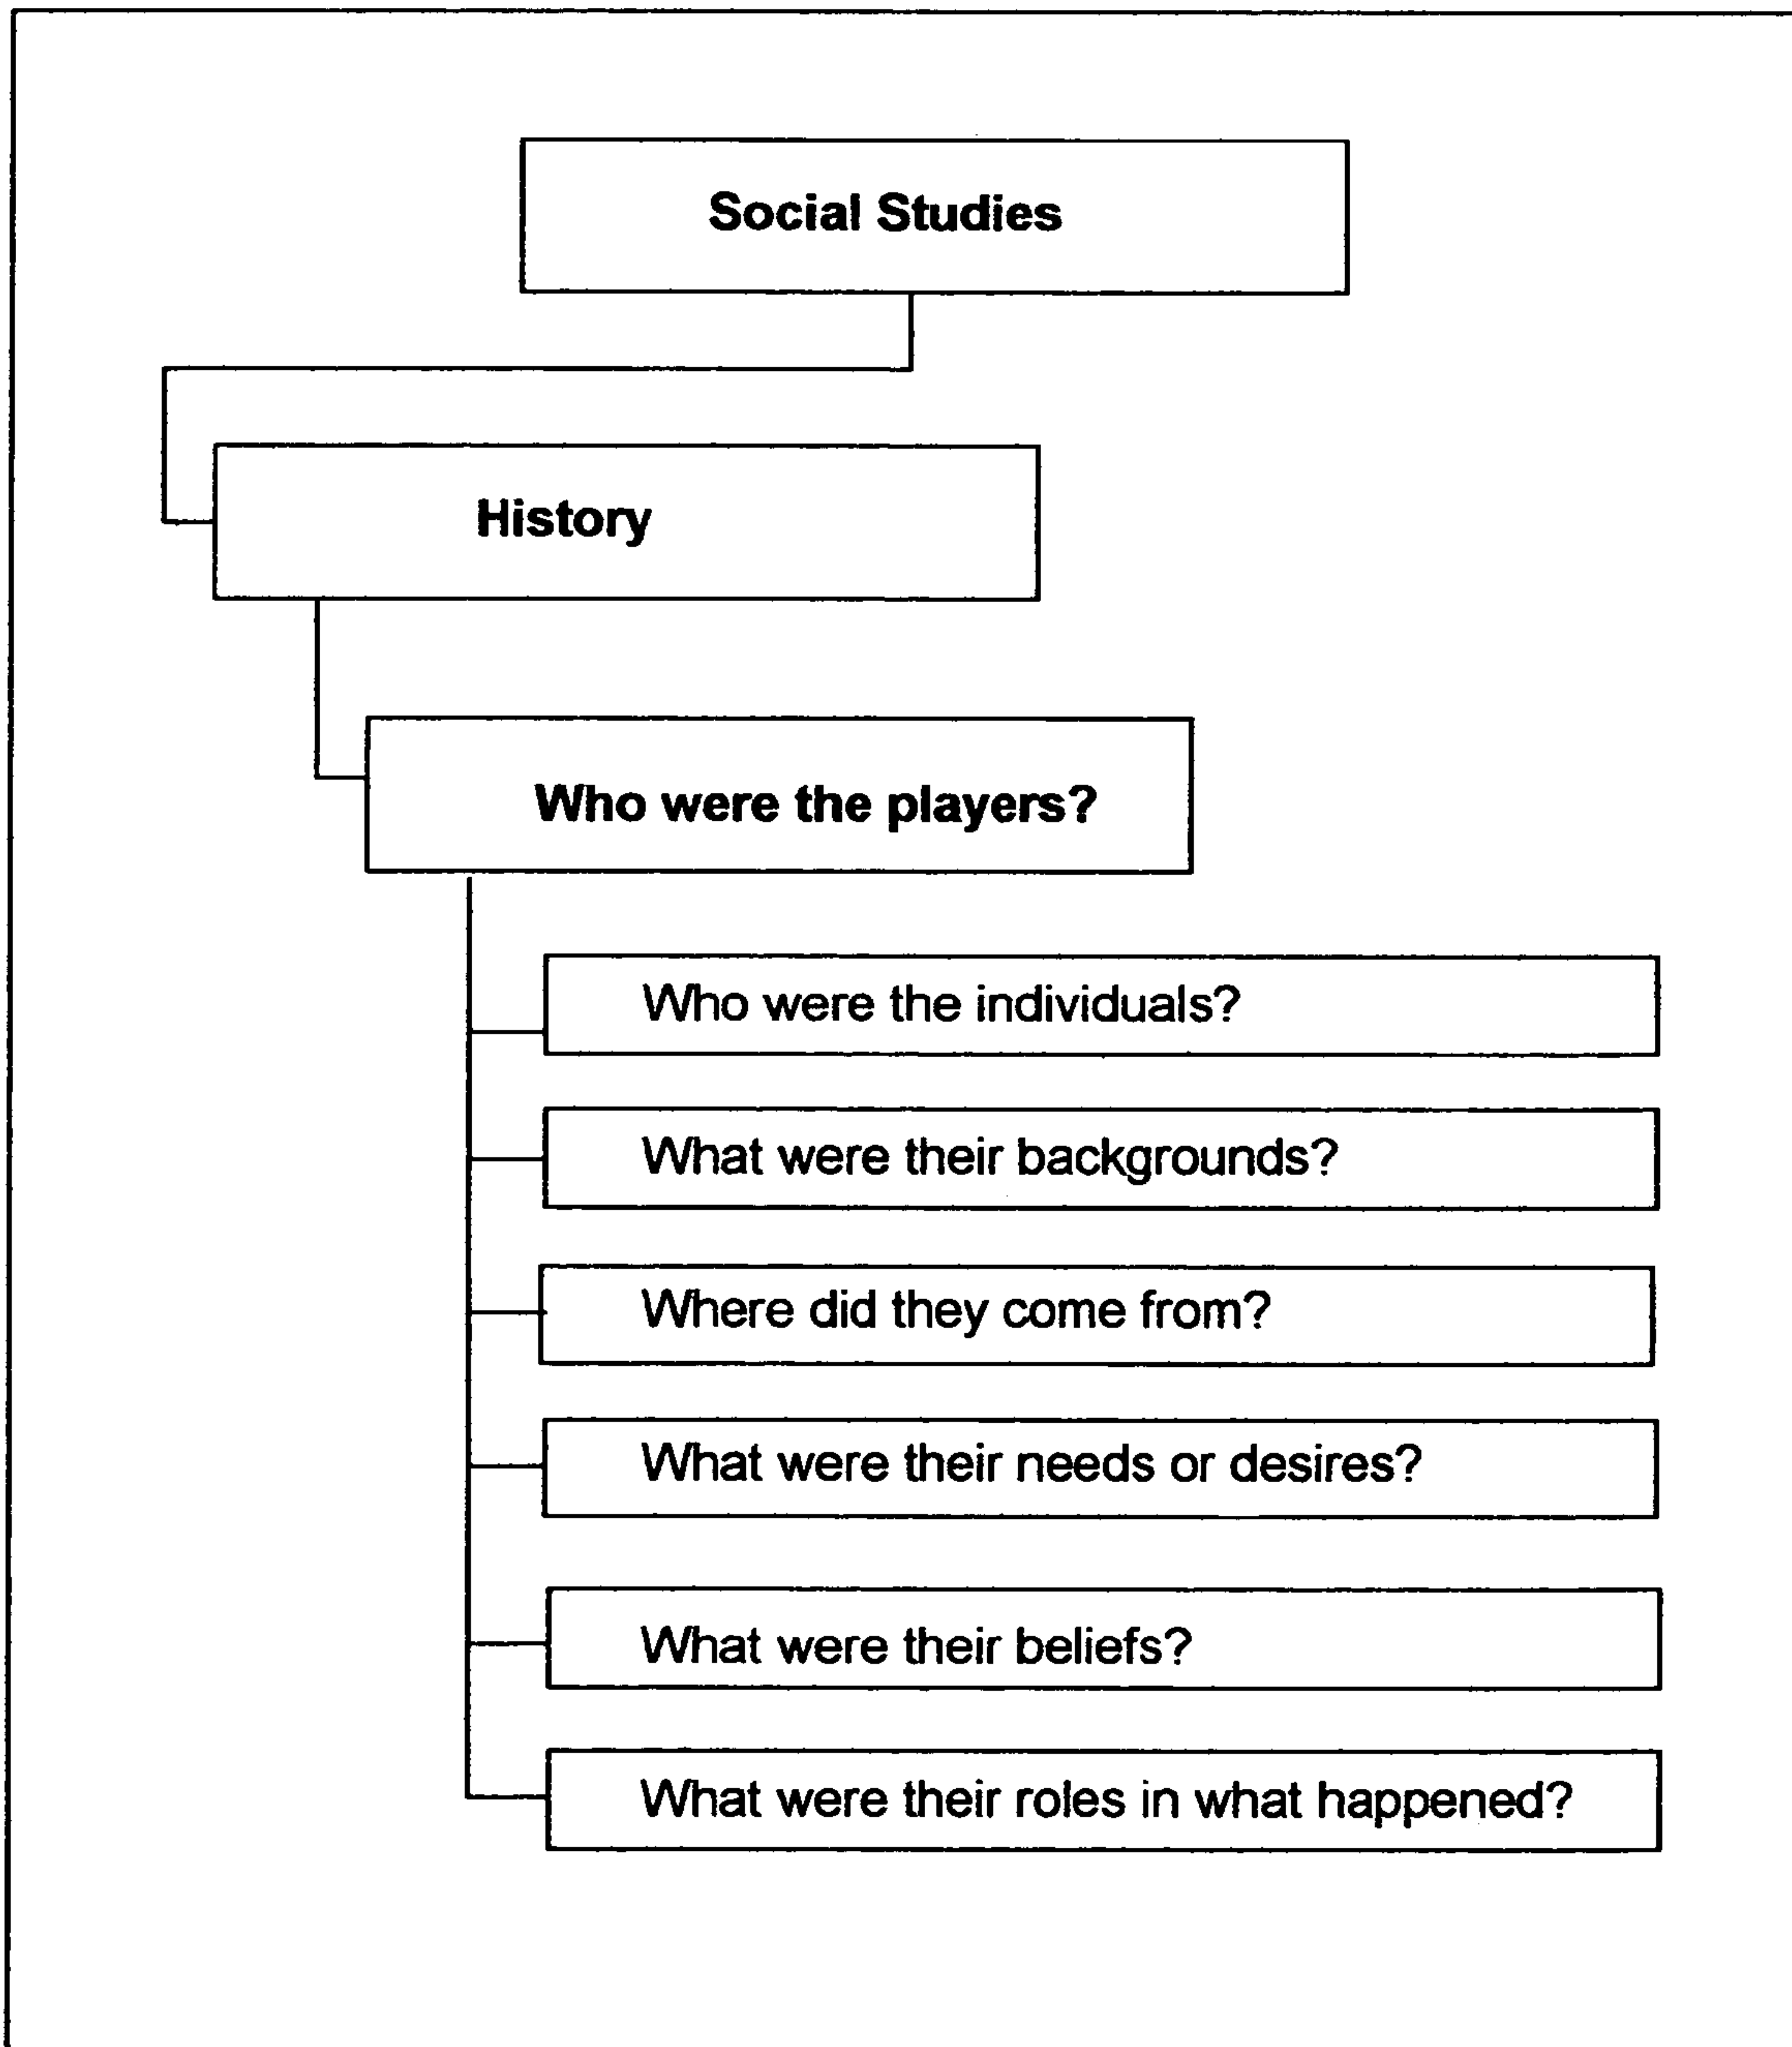 Social Studies
History
Who were the players?
Who were the individuals?
What were their backgrounds?
Where did they come from?
What were their needs or desires?
What were their beliefs?
What were their roles in what happened?